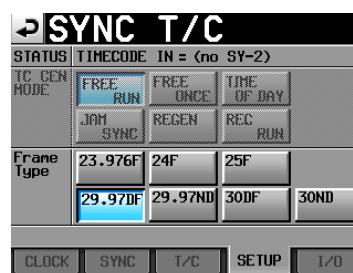 SYNC T/C
STATUS TIMECODE IN = (no SY-2)
TC GEN MODE
FREE RUN
FREE ONCE
TIME OF DAY
JAM SYNC
REGEN
REC RUN
Frame Type
23.976F
24F
25F
29.97DF
29.97ND
30DF
30ND
CLOCK SYNC T/C SETUP I/O